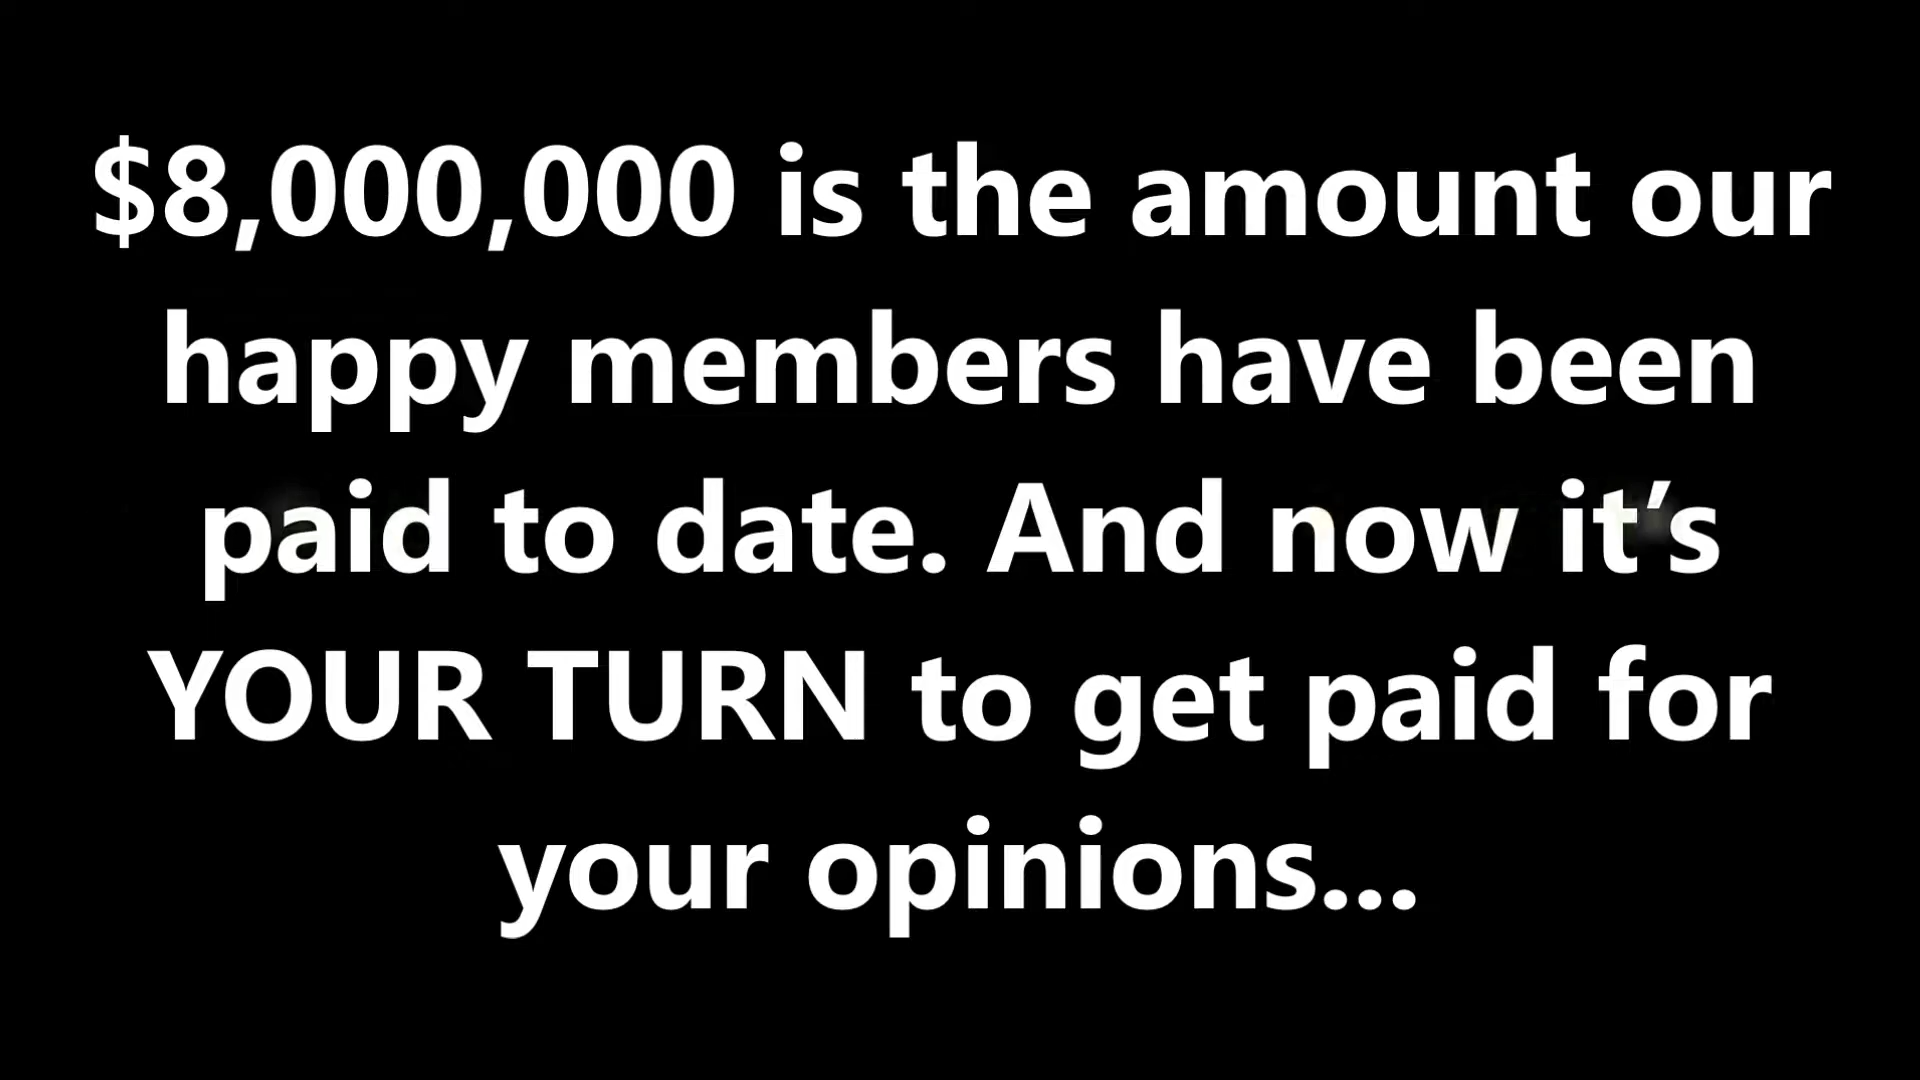 $8,000,000 is the amount our
happy members have been
paid to date. And now it’s
YOUR TURN to get paid for
your opinions...